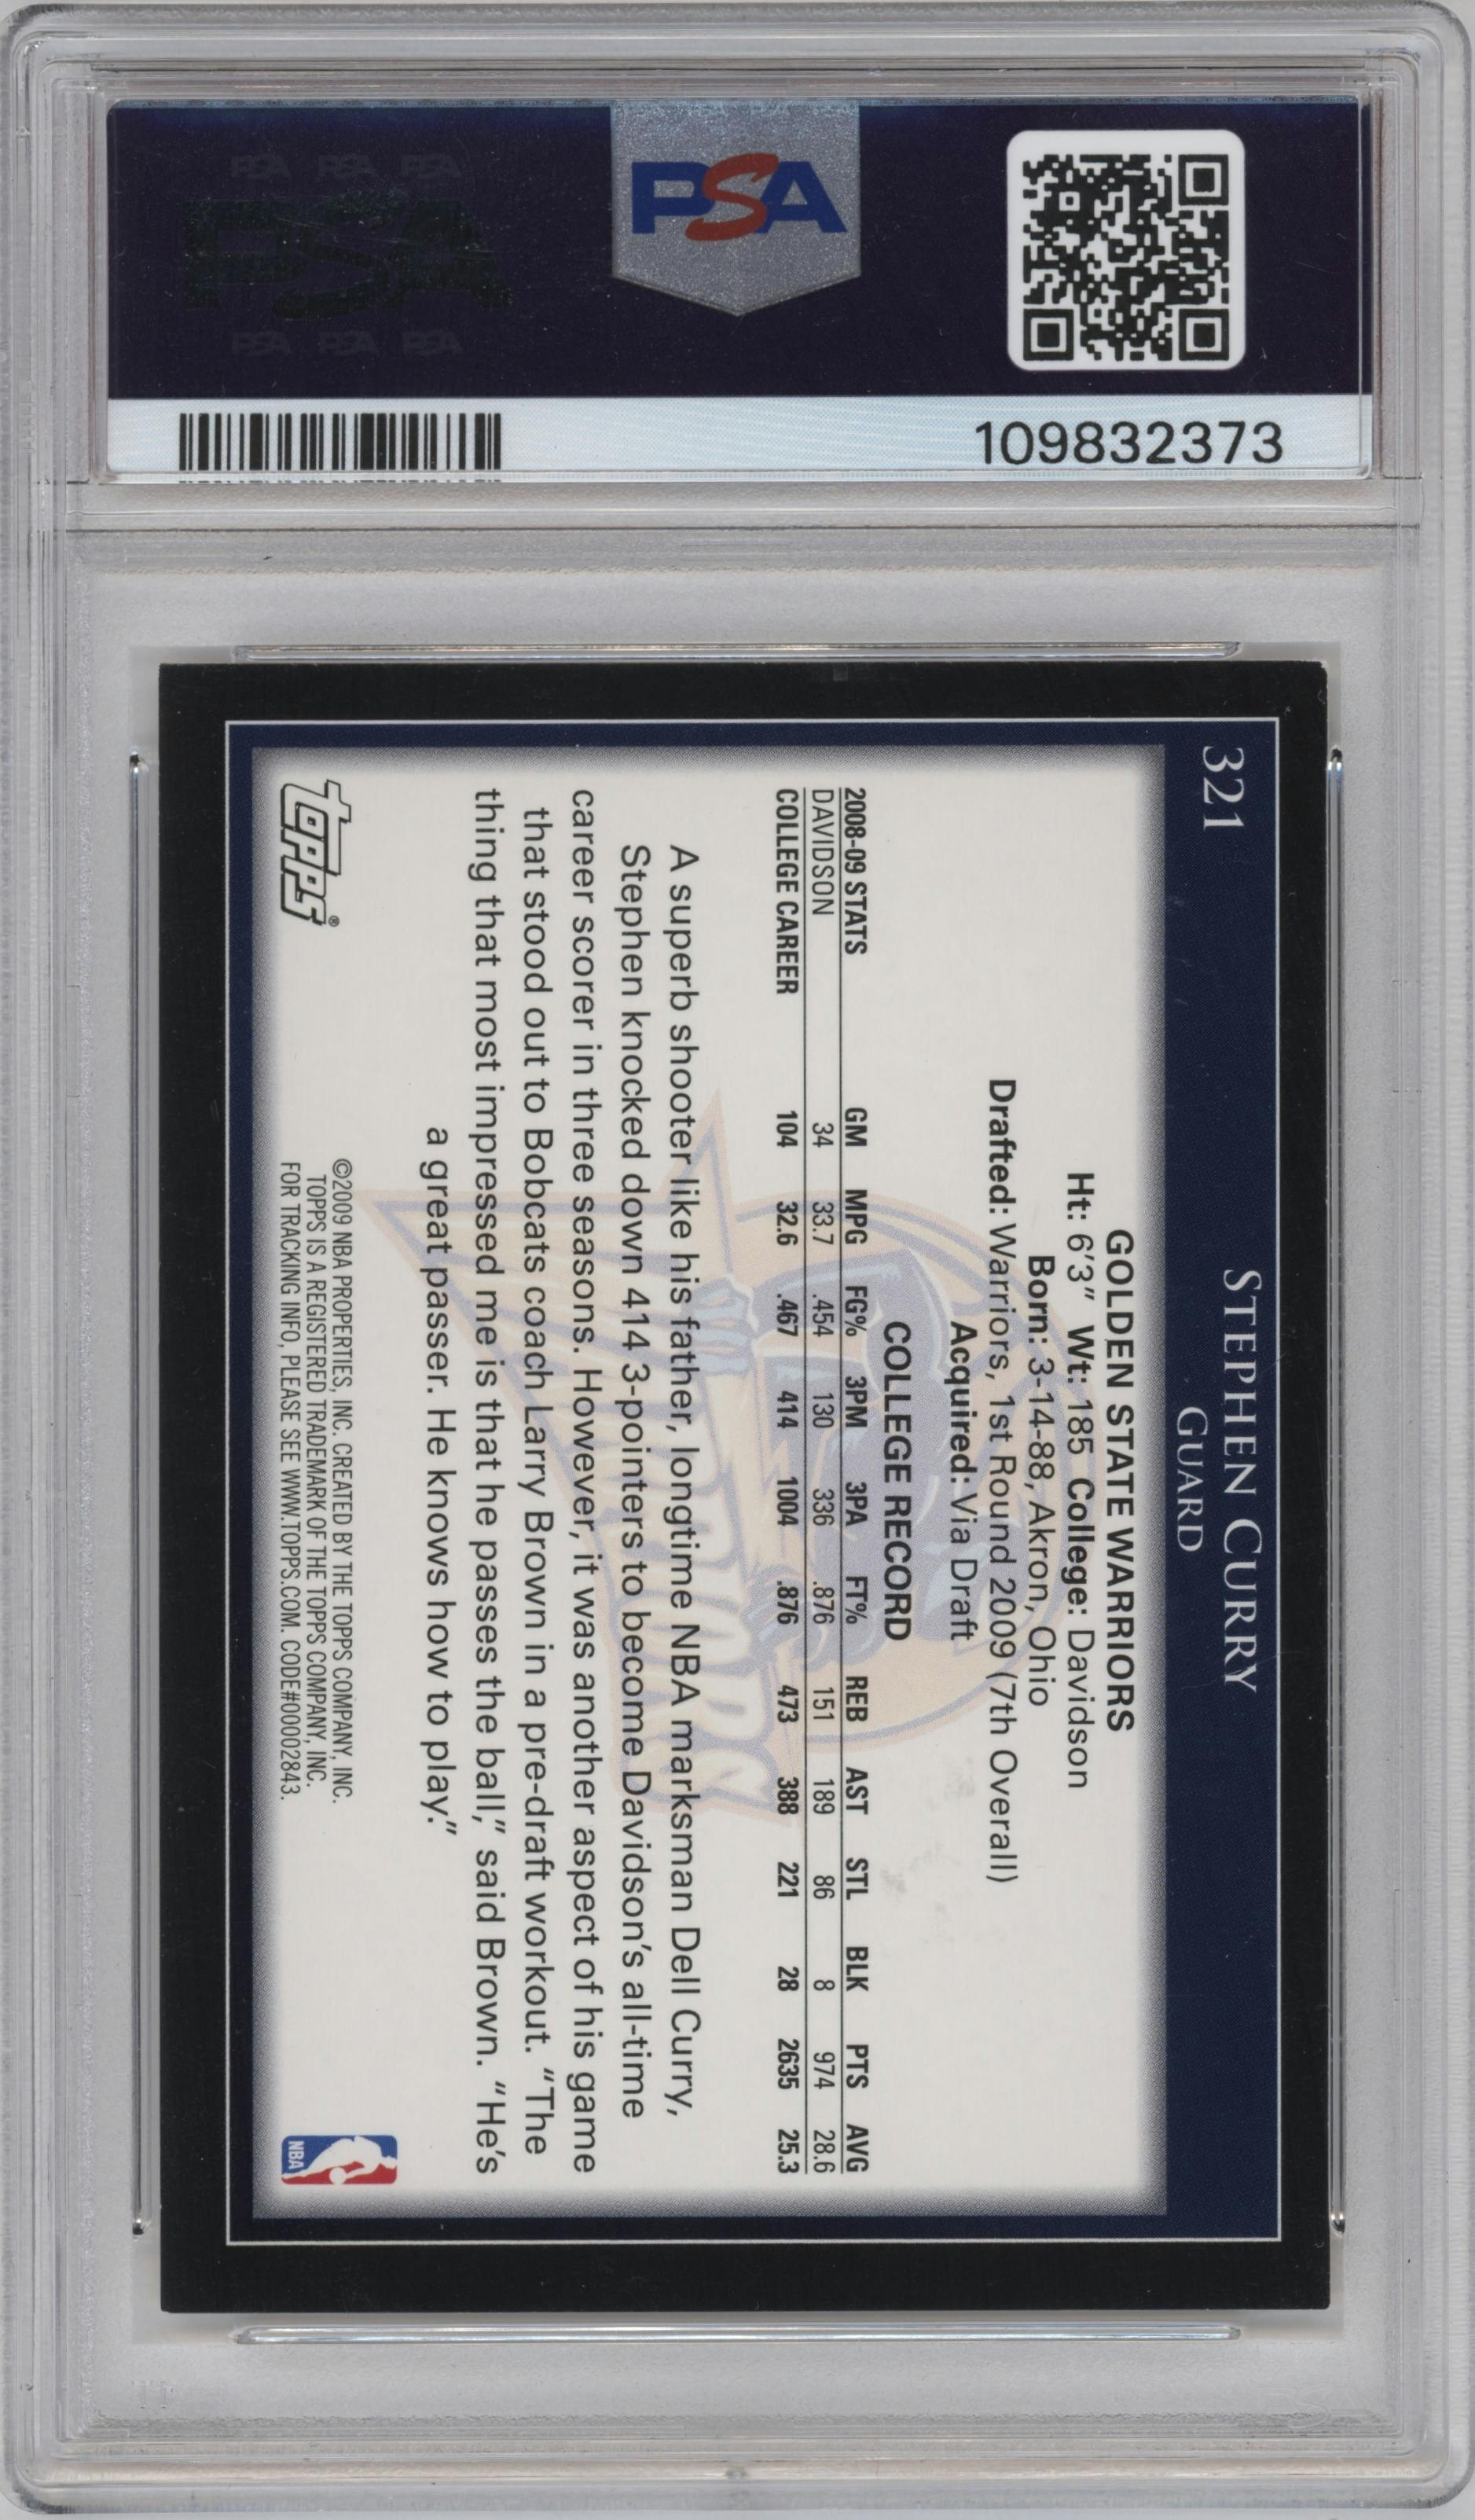 PSA PSA PSA
PSA
PSA PSA PSA
PSA
109832373
321
STEPHEN CURRY
GUARD
GOLDEN STATE WARRIORS
Ht: 6'3" Wt: 185 College: Davidson
Born: 3-14-88, Akron, Ohio
Drafted: Warriors, 1st Round 2009 (7th Overall)
Acquired: Via Draft
COLLEGE RECORD
2008-09 STATS GM MPG FG% 3PM 3PA FT% REB AST STL BLK PTS AVG
DAVIDSON 34 33.7 .454 130 336 .876 151 189 86 8 974 28.6
COLLEGE CAREER 104 32.6 .467 414 1004 .876 473 388 221 28 2635 25.3
A superb shooter like his father, longtime NBA marksman Dell Curry,
Stephen knocked down 414 3-pointers to become Davidson's all-time
career scorer in three seasons. However, it was another aspect of his game
that stood out to Bobcats coach Larry Brown in a pre-draft workout. "The
thing that most impressed me is that he passes the ball," said Brown. "He's
a great passer. He knows how to play."
WARRIORS
Topps®
©2009 NBA PROPERTIES, INC. CREATED BY THE TOPPS COMPANY, INC.
TOPPS IS A REGISTERED TRADEMARK OF THE TOPPS COMPANY, INC.
FOR TRACKING INFO, PLEASE SEE WWW.TOPPS.COM. CODE#00002843.
NBA